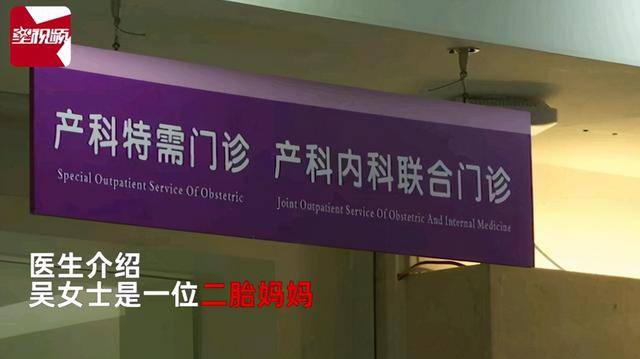 壹视频
产科特需门诊
Special Outpatient Service Of Obstetric
产科内科联合门诊
Joint Outpatient Service Of Obstetric And Internal Medicine
医生介绍
吴女士是一位二胎妈妈